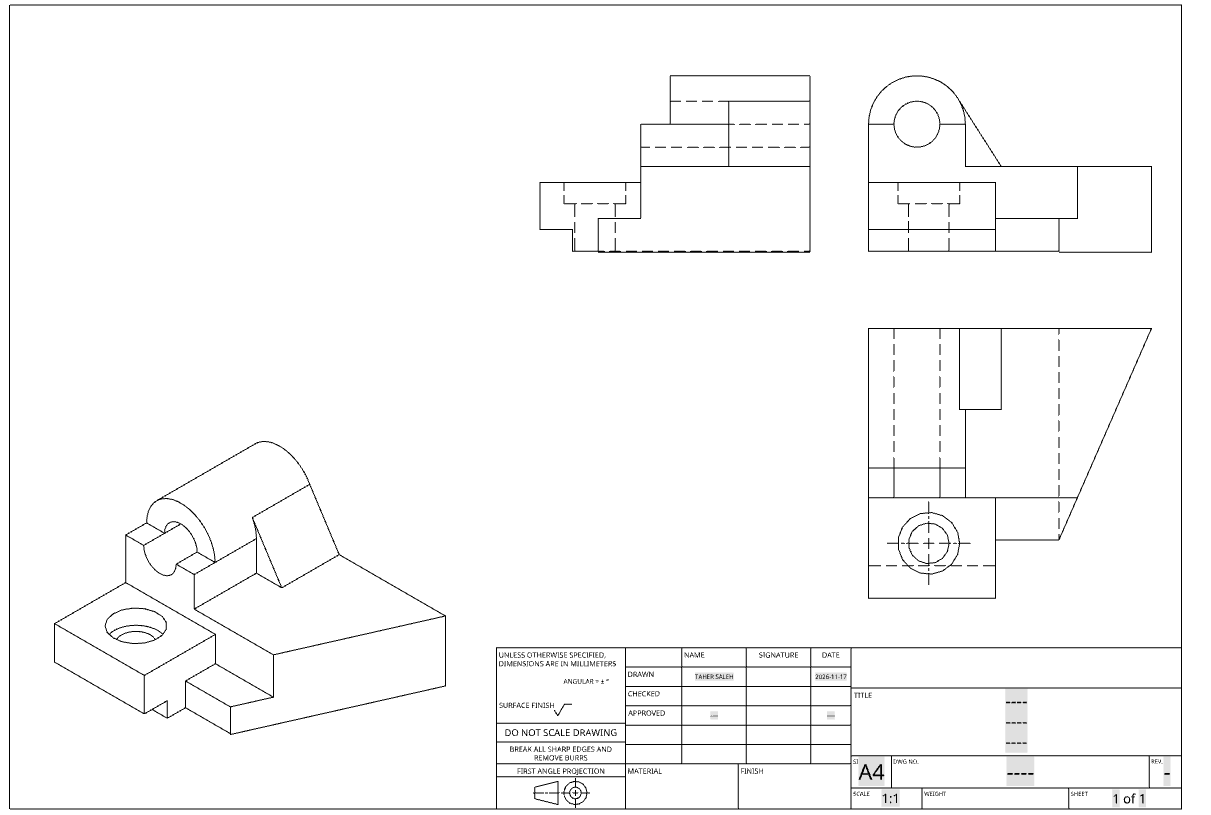 UNLESS OTHERWISE SPECIFIED,
DIMENSIONS ARE IN MILLIMETERS
ANGULAR = ± °
SURFACE FINISH
DO NOT SCALE DRAWING
BREAK ALL SHARP EDGES AND
REMOVE BURRS
FIRST ANGLE PROJECTION
NAME SIGNATURE DATE
DRAWN TAHER SALEH 2026-11-17
CHECKED
APPROVED --- ---
MATERIAL FINISH
TITLE
----
----
----
A4 DWG NO. ---- REV. -
SCALE 1:1 WEIGHT SHEET 1 of 1